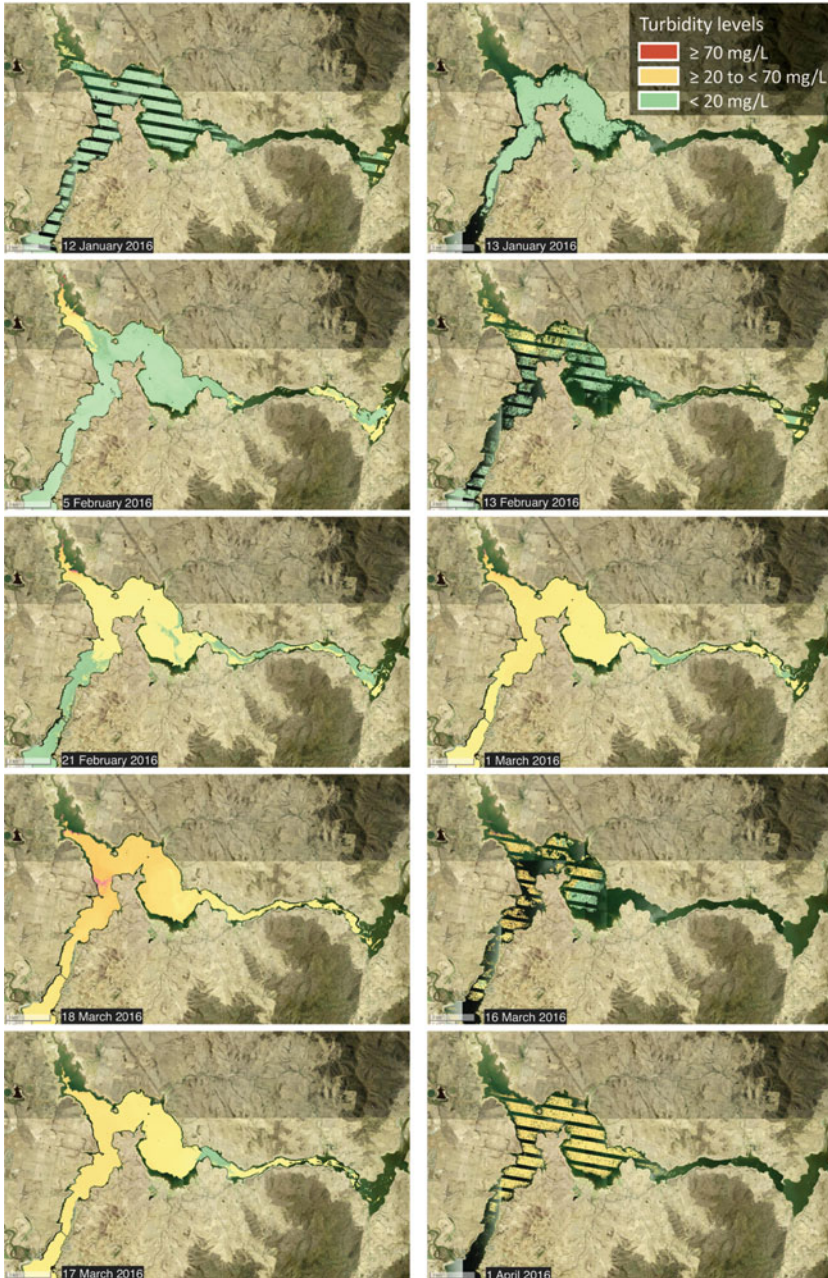 Turbidity levels
≥ 70 mg/L
≥ 20 to < 70 mg/L
< 20 mg/L
12 January 2016
13 January 2016
5 February 2016
13 February 2016
21 February 2016
1 March 2016
18 March 2016
16 March 2016
17 March 2016
1 April 2016